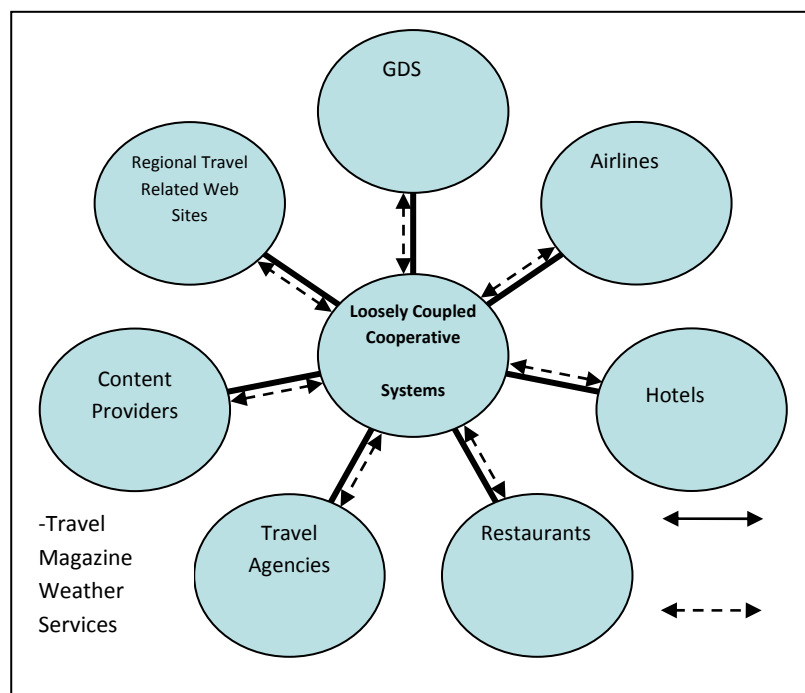 GDS
Airlines
Regional Travel
Related Web
Sites
Loosely Coupled
Cooperative
Systems
Content
Providers
Hotels
Travel
Agencies
Restaurants
-Travel
Magazine
Weather
Services